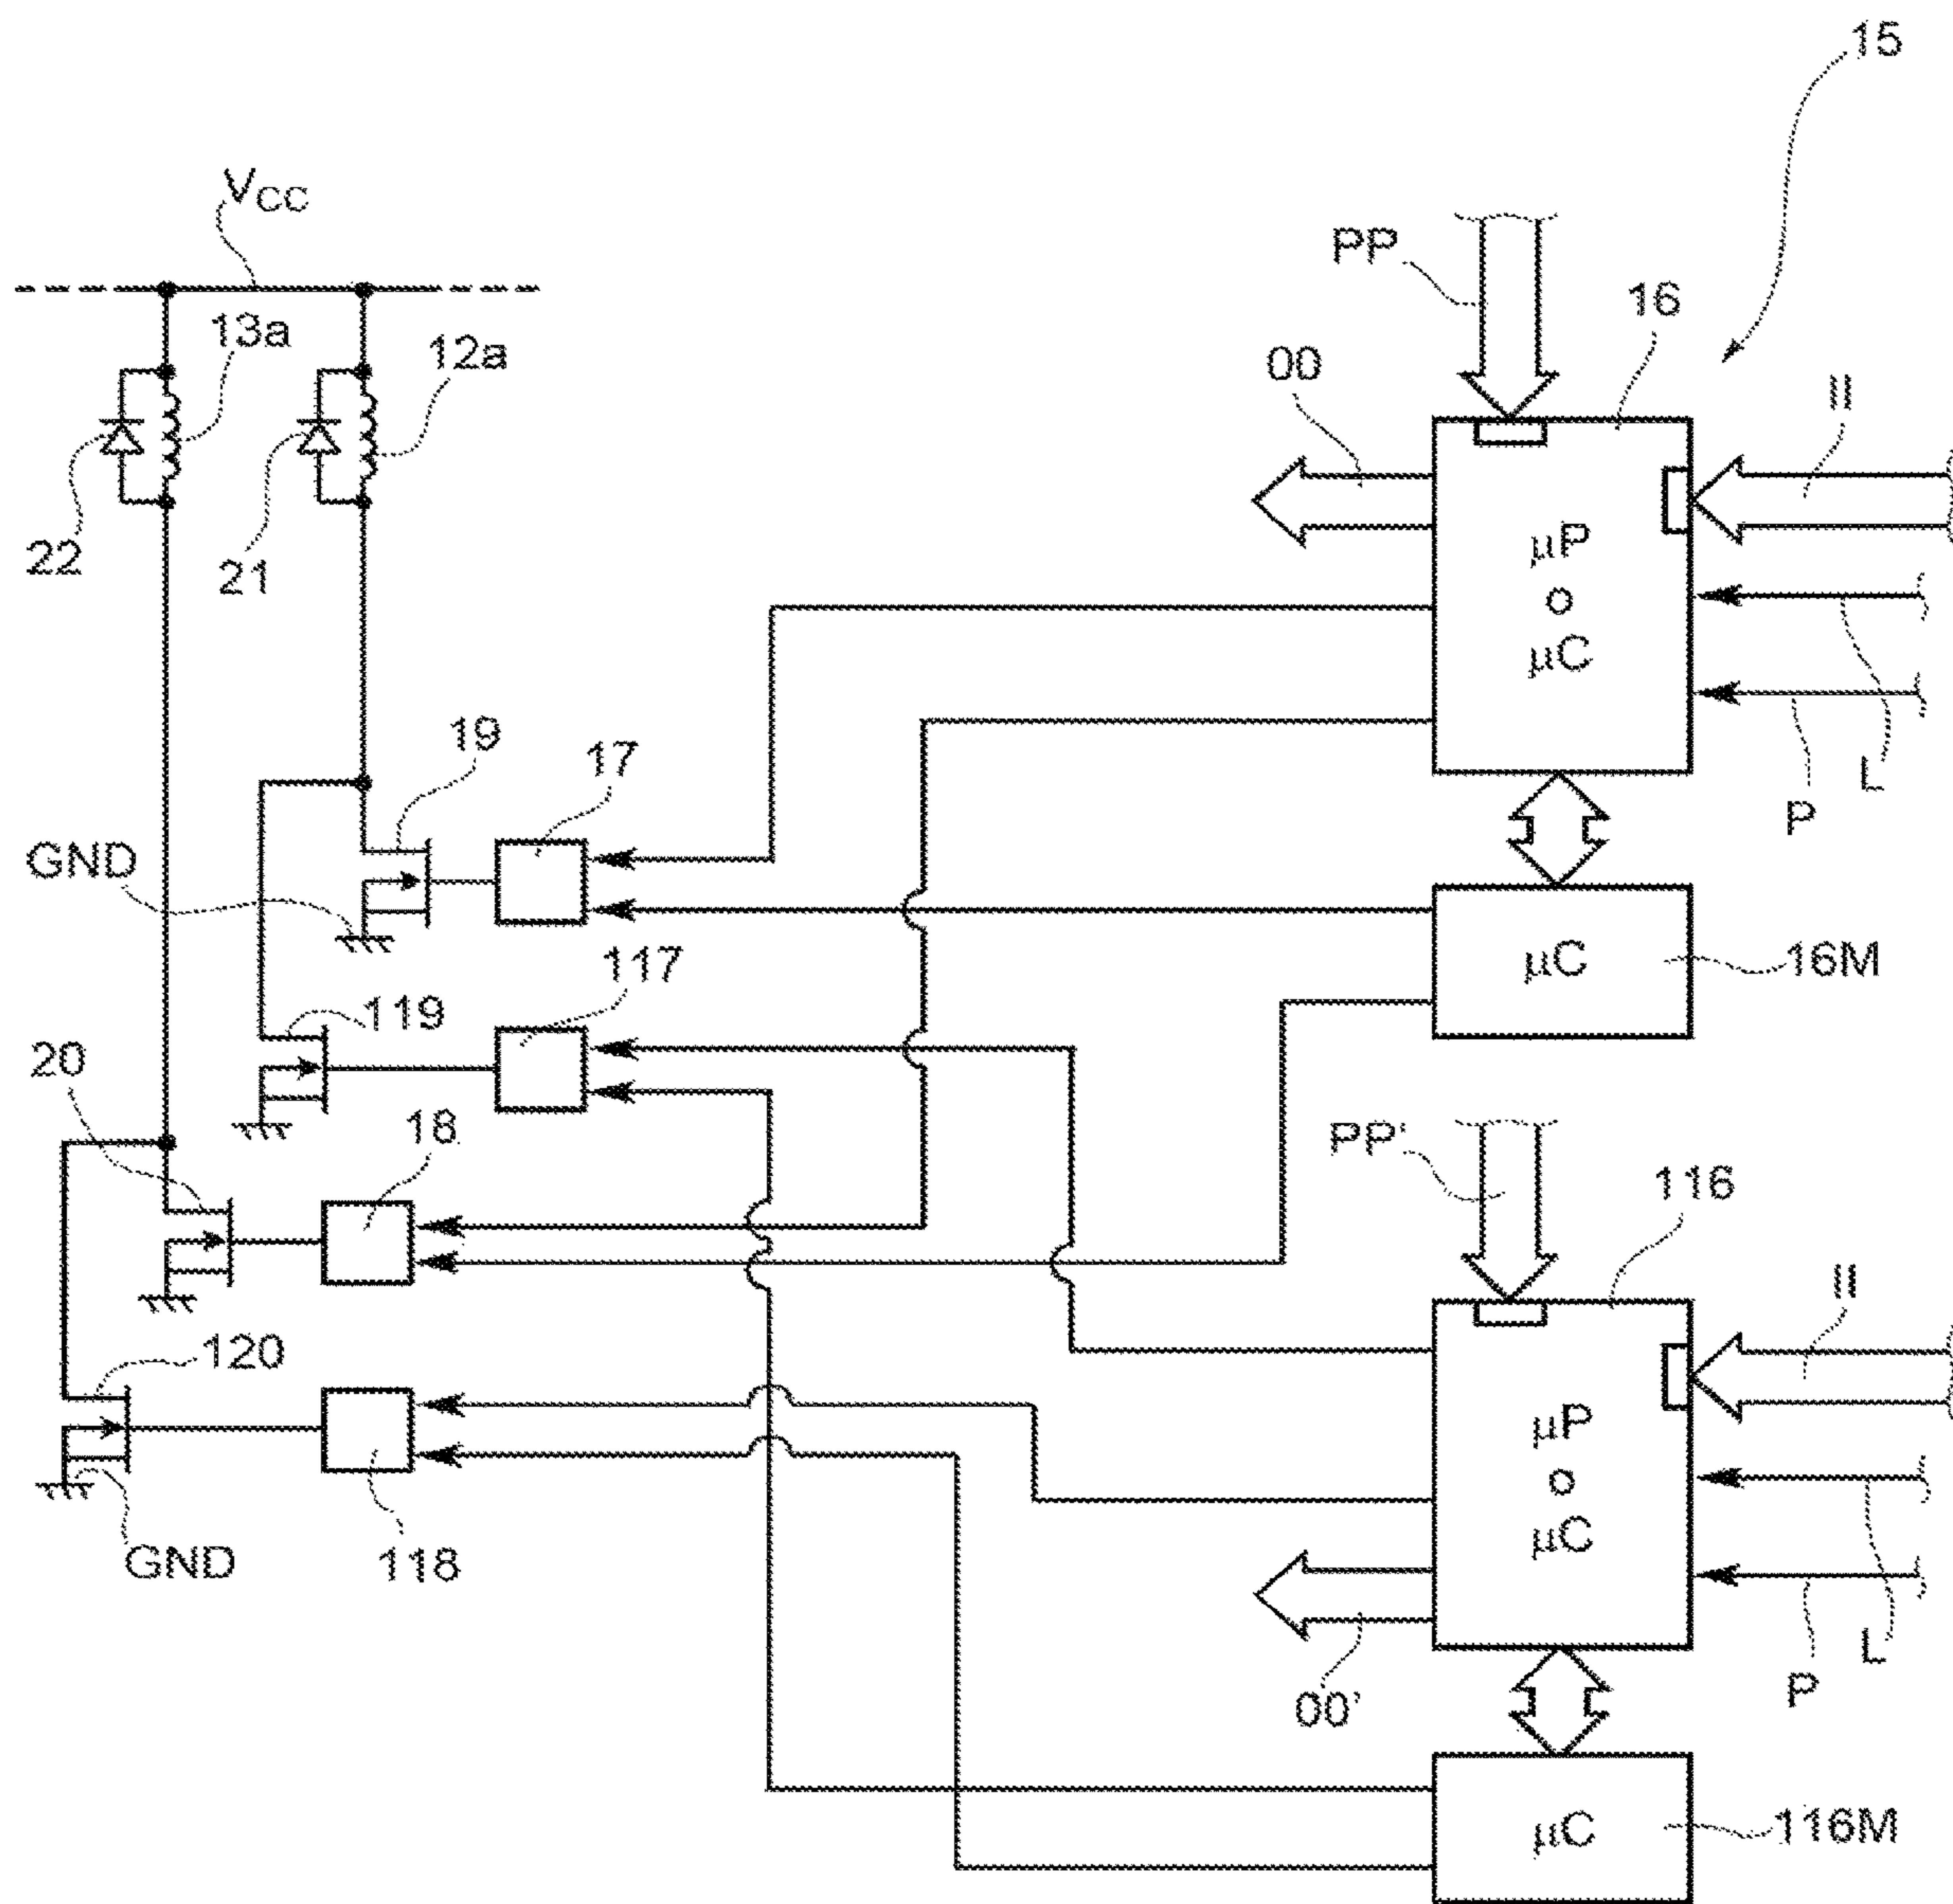 15
VCC
PP
16
13a
12a
00
II
22
21
µP
o
µC
19
17
L
P
GND
117
µC
16M
119
20
18
PP'
116
II
120
µP
o
µC
GND
118
L
P
00'
µC
116M